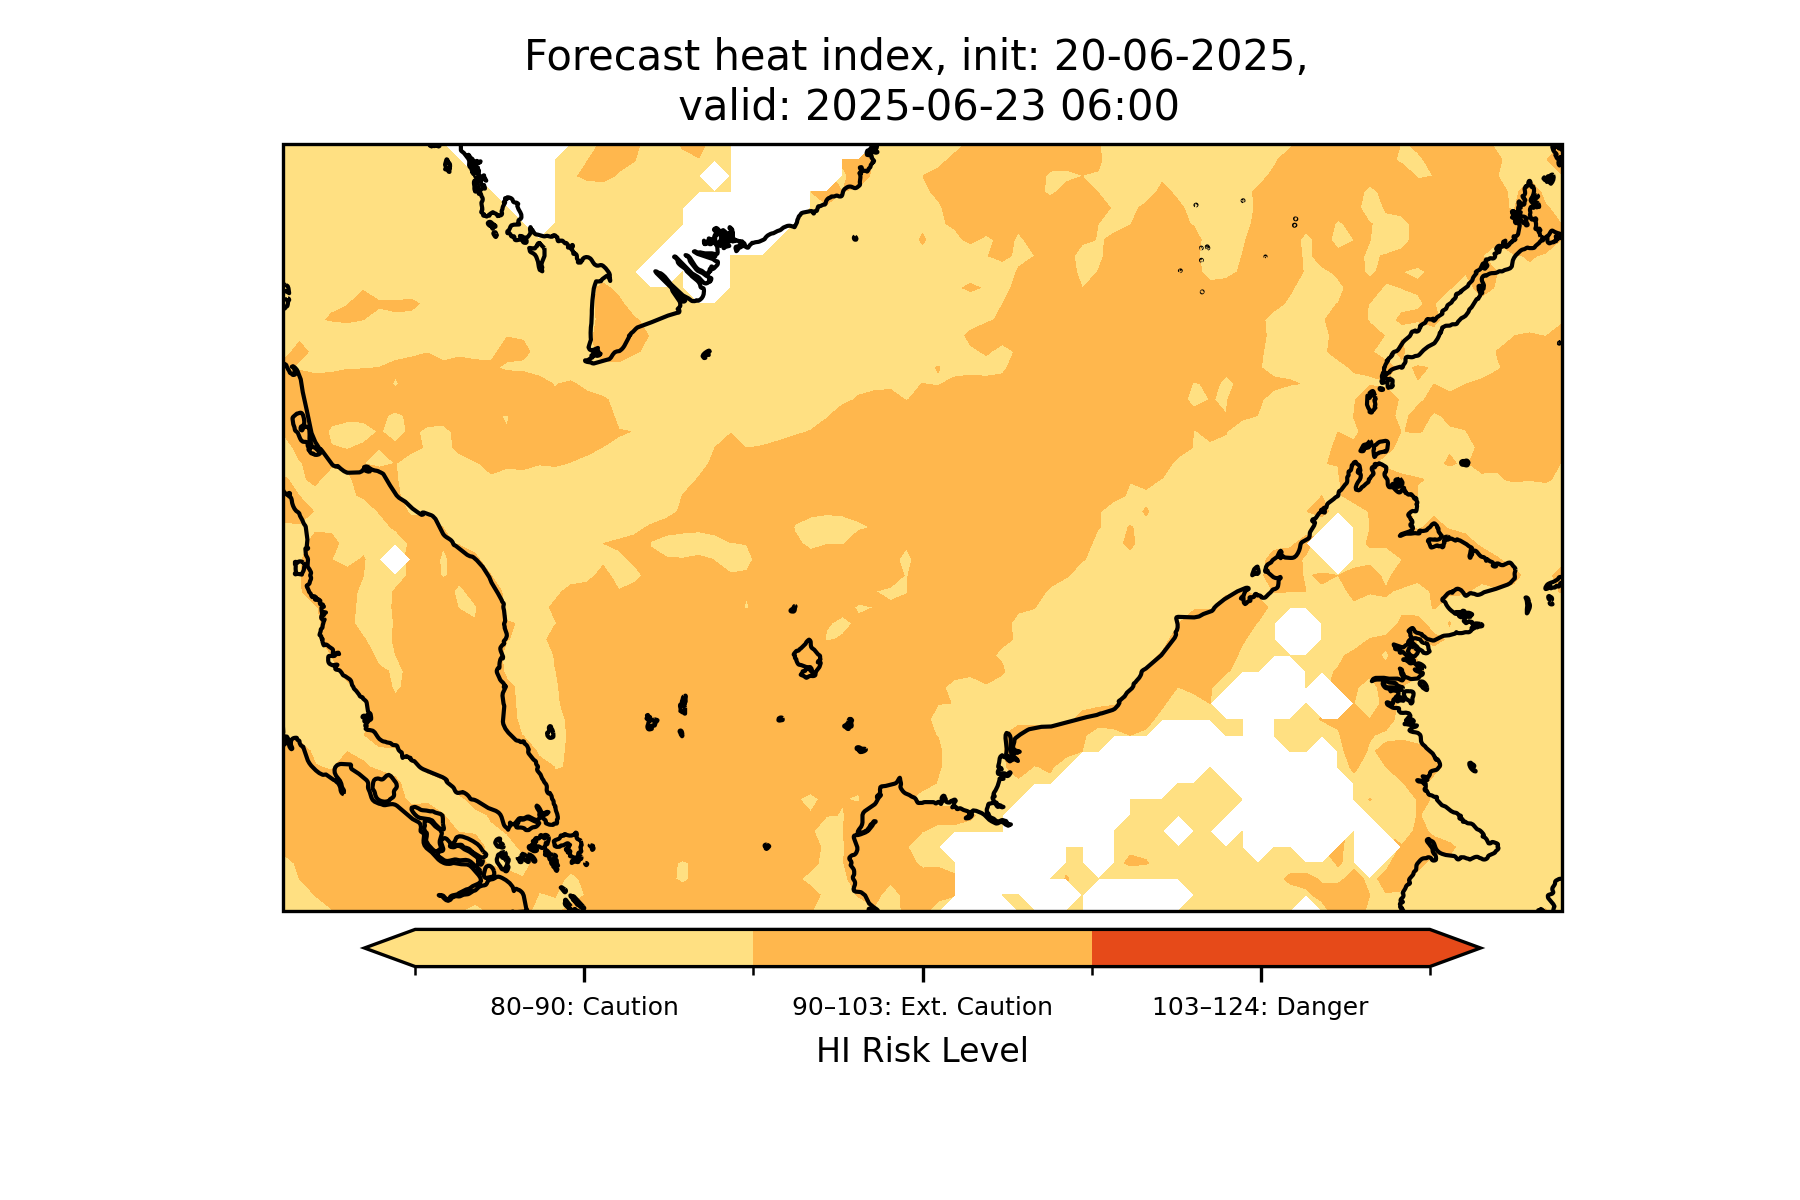 Forecast heat index, init: 20-06-2025,
valid: 2025-06-23 06:00
80–90: Caution
90–103: Ext. Caution
103–124: Danger
HI Risk Level